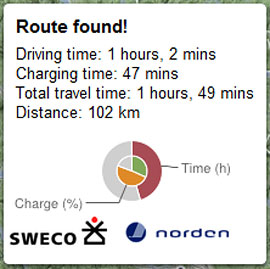 Route found!
Driving time: 1 hours, 2 mins
Charging time: 47 mins
Total travel time: 1 hours, 49 mins
Distance: 102 km
Time (h)
Charge (%)
SWECO norden